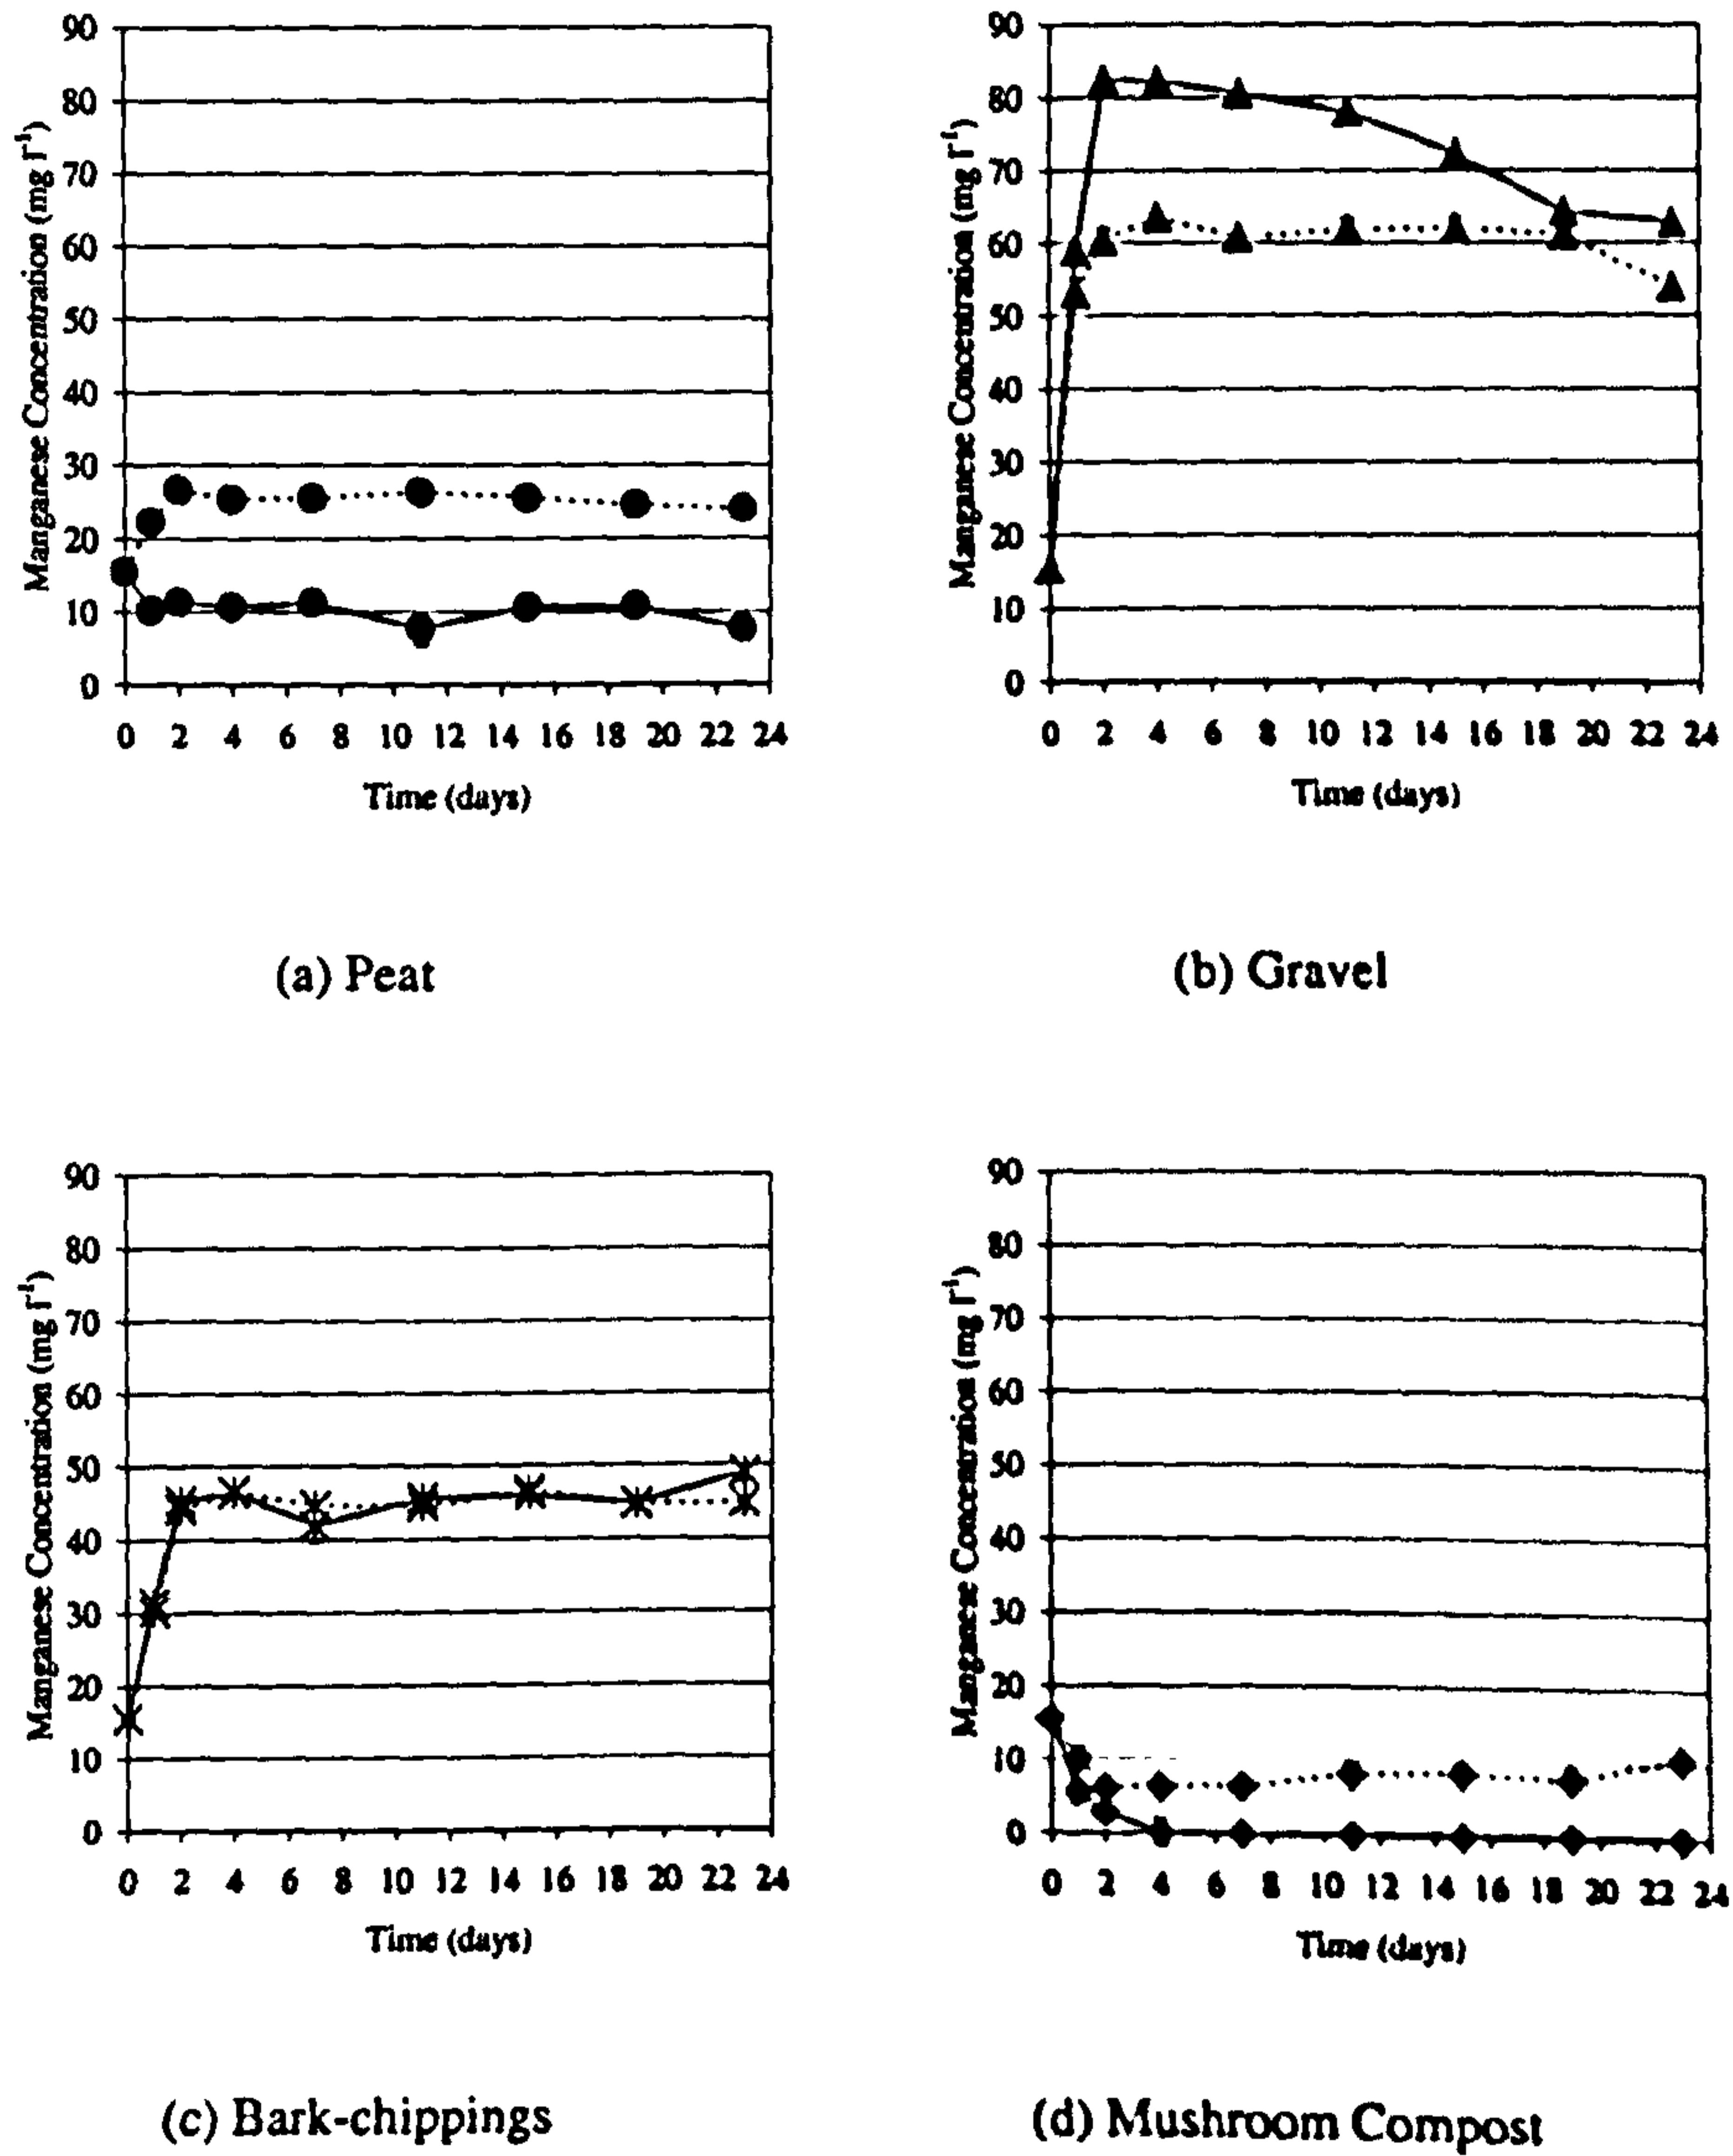 90
80
70
60
50
40
30
20
10
0
Manganese Concentration (mg l⁻¹)
0 2 4 6 8 10 12 14 16 18 20 22 24
Time (days)
(a) Peat
90
80
70
60
50
40
30
20
10
0
Manganese Concentration (mg l⁻¹)
0 2 4 6 8 10 12 14 16 18 20 22 24
Time (days)
(b) Gravel
90
80
70
60
50
40
30
20
10
0
Manganese Concentration (mg l⁻¹)
0 2 4 6 8 10 12 14 16 18 20 22 24
Time (days)
(c) Bark-chippings
90
80
70
60
50
40
30
20
10
0
Manganese Concentration (mg l⁻¹)
0 2 4 6 8 10 12 14 16 18 20 22 24
Time (days)
(d) Mushroom Compost